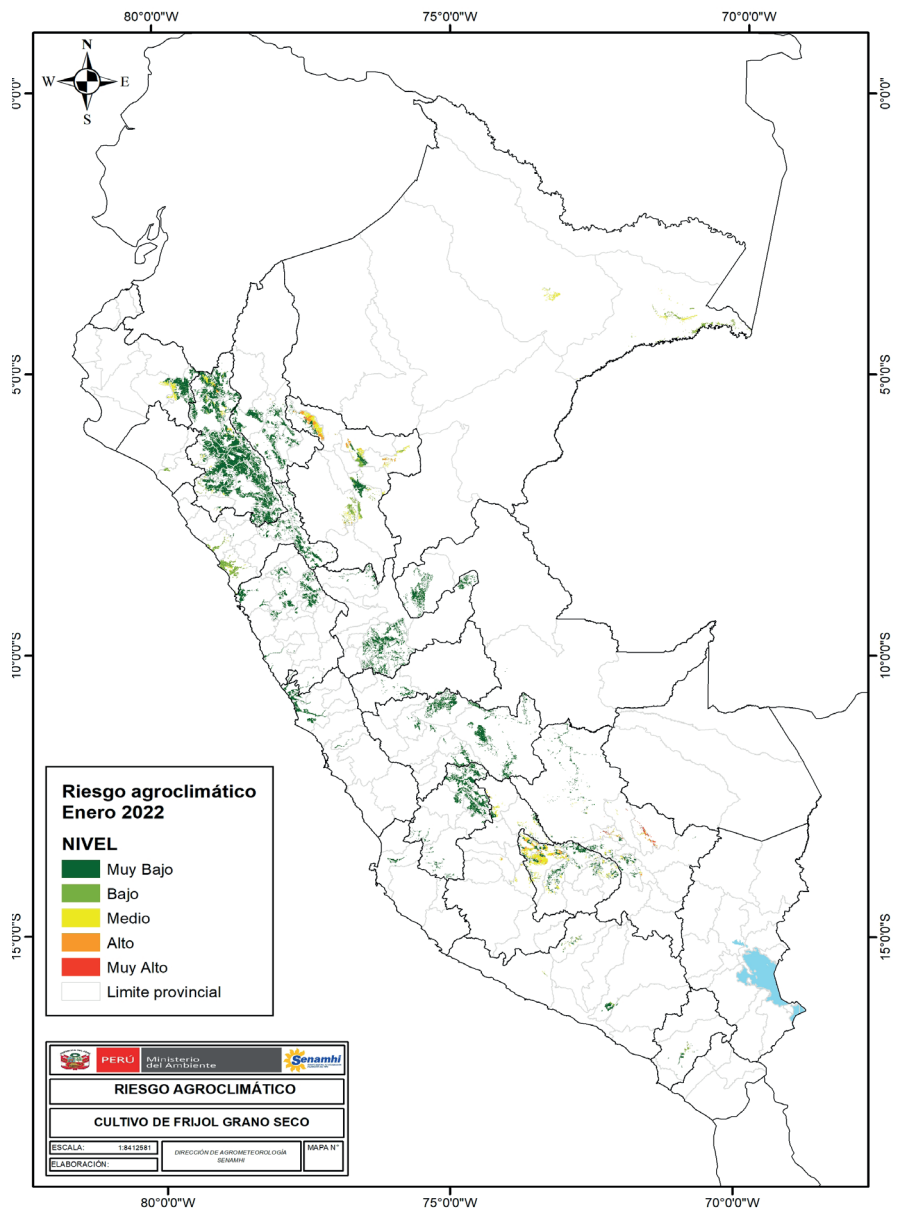 80°0'0"W 75°0'0"W 70°0'0"W
N
W E
S
0°0'0" 0°0'0"
5°0'0"S 5°0'0"S
10°0'0"S 10°0'0"S
15°0'0"S 15°0'0"S
Riesgo agroclimático
Enero 2022
NIVEL
Muy Bajo
Bajo
Medio
Alto
Muy Alto
Limite provincial
PERÚ Ministerio
del Ambiente
Senamhi
RIESGO AGROCLIMÁTICO
CULTIVO DE FRIJOL GRANO SECO
ESCALA: 1:8412581
DIRECCIÓN DE AGROMETEOROLOGÍA
SENAMHI
MAPA N°
ELABORACIÓN:
80°0'0"W 75°0'0"W 70°0'0"W